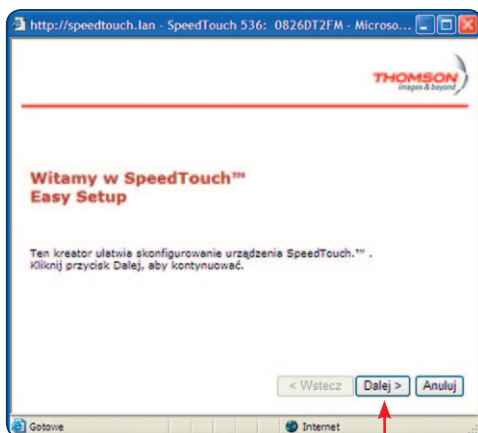 http://speedtouch.lan - SpeedTouch 536: 0826DT2FM - Microso...
THOMSON
images & beyond
Witamy w SpeedTouch™
Easy Setup
Ten kreator ułatwia skonfigurowanie urządzenia SpeedTouch.™ .
Kliknij przycisk Dalej, aby kontynuować.
< Wstecz Dalej > Anuluj
Gotowe Internet